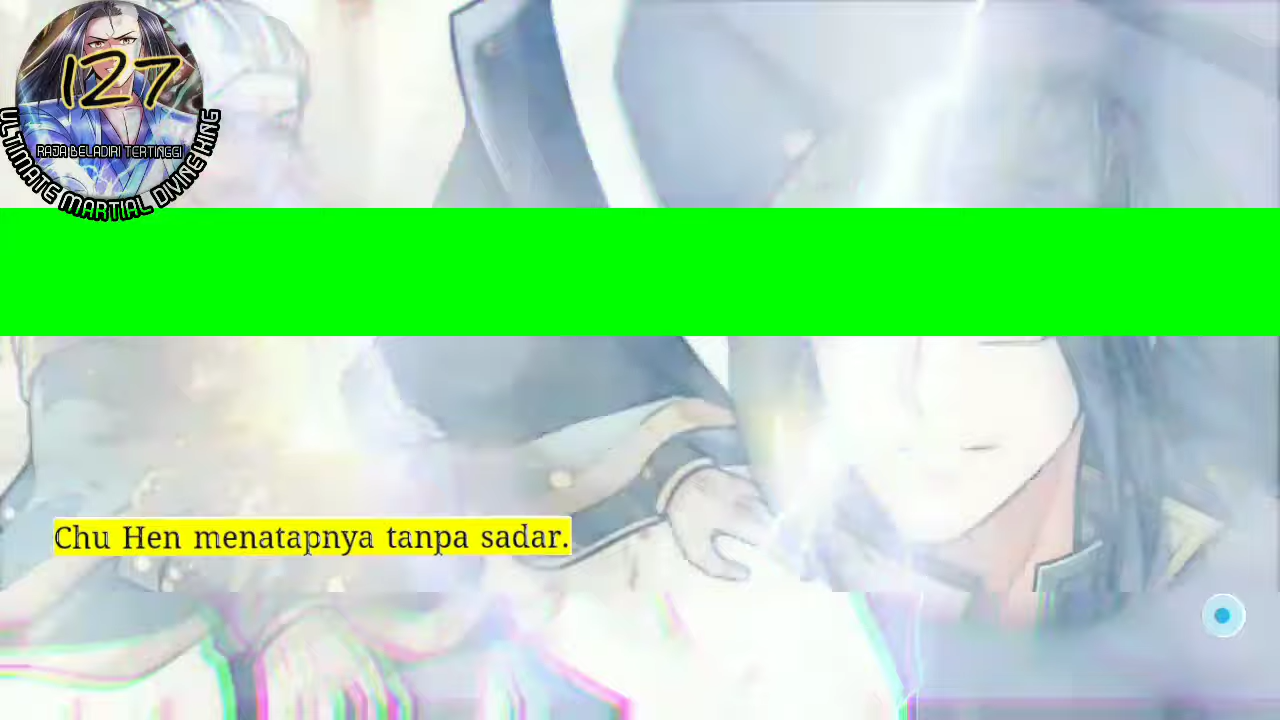 127
RAJA BELADIRI TERTINGGI
ULTIMATE MARTIAL DIVINE KING
Chu Hen menatapnya tanpa sadar.